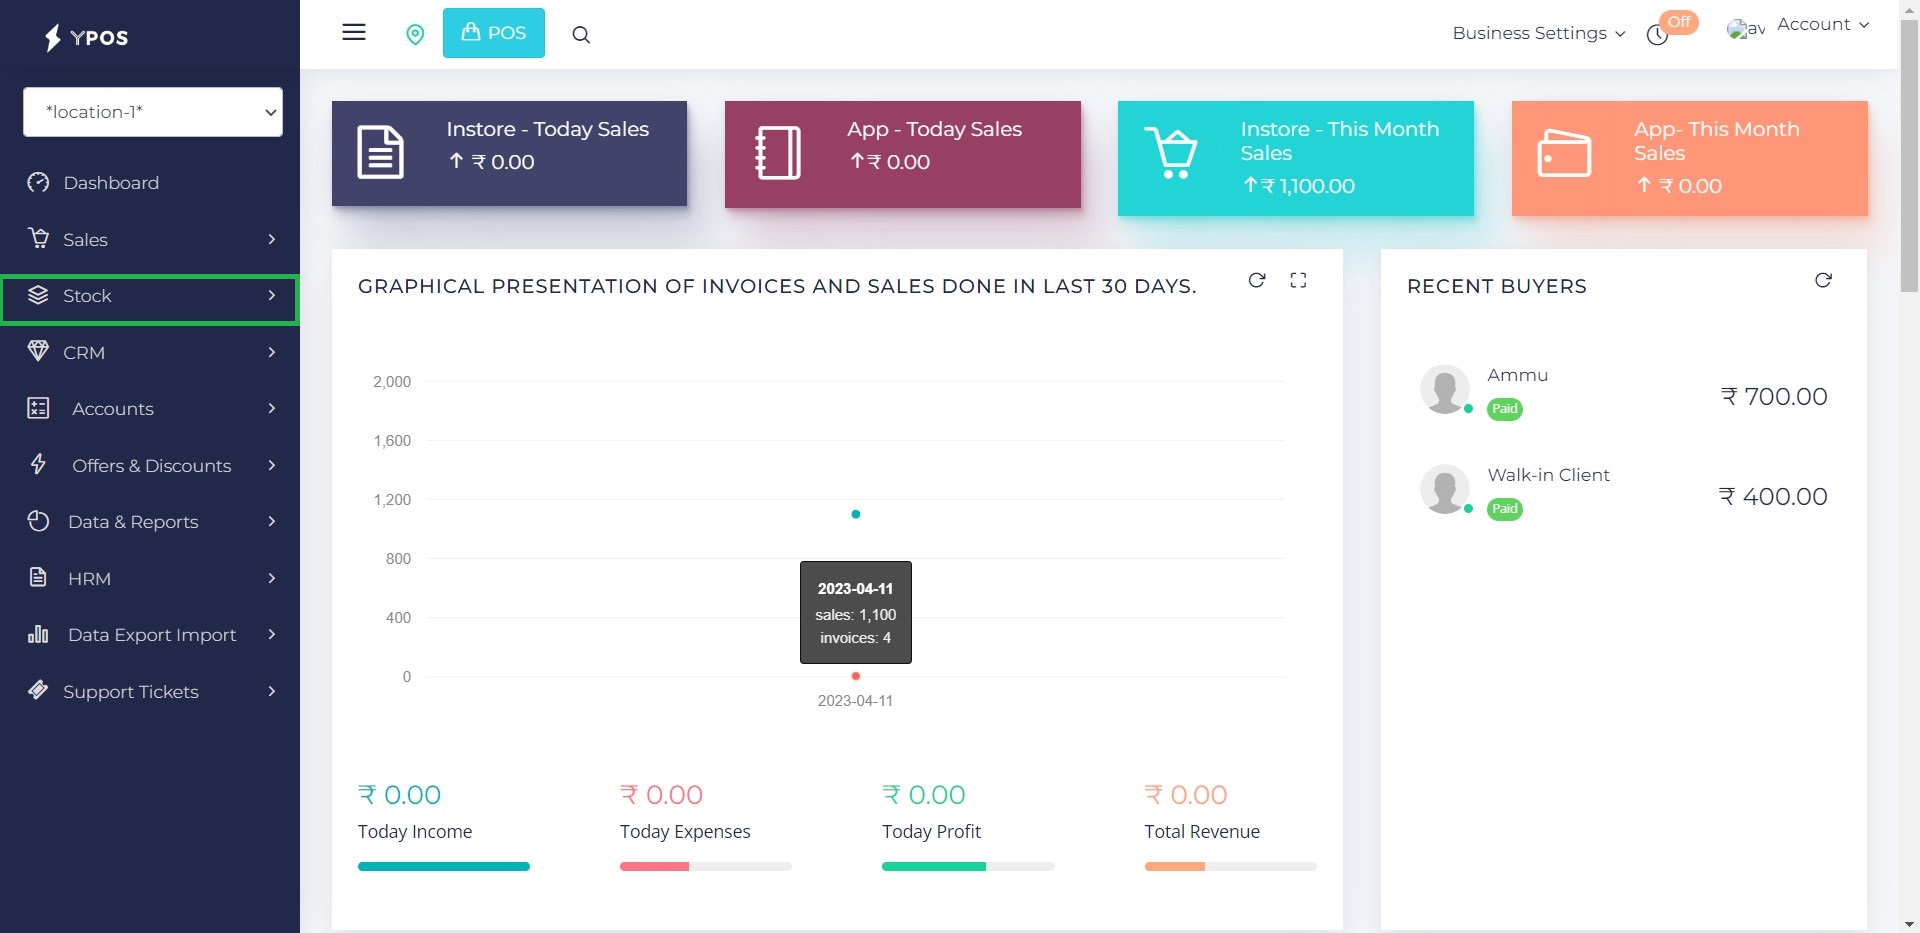 YPOS
*location-1*
Dashboard
Sales
Stock
CRM
Accounts
Offers & Discounts
Data & Reports
HRM
Data Export Import
Support Tickets
POS
Business Settings
Off
av
Account
Instore - Today Sales
₹ 0.00
App - Today Sales
₹ 0.00
Instore - This Month
Sales
₹ 1,100.00
App- This Month
Sales
₹ 0.00
GRAPHICAL PRESENTATION OF INVOICES AND SALES DONE IN LAST 30 DAYS.
2,000
1,600
1,200
800
400
0
2023-04-11
sales: 1,100
invoices: 4
2023-04-11
₹ 0.00
Today Income
₹ 0.00
Today Expenses
₹ 0.00
Today Profit
₹ 0.00
Total Revenue
RECENT BUYERS
Ammu
Paid
₹ 700.00
Walk-in Client
Paid
₹ 400.00